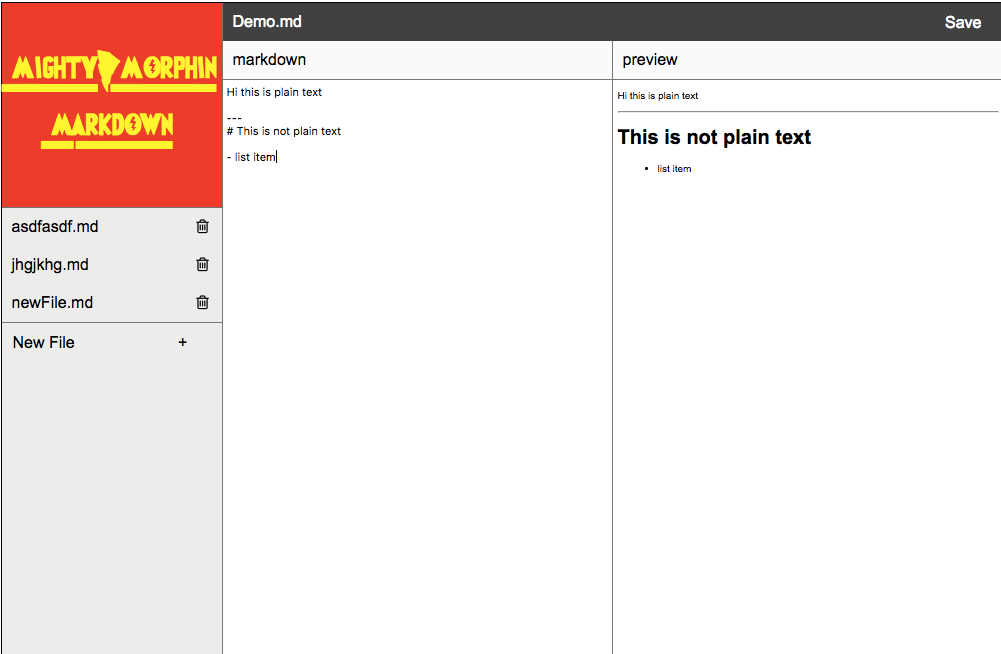 MIGHTY MORPHIN
MARKDOWN
asdfasdf.md
jhgjkhg.md
newFile.md
New File +
Demo.md
Save
markdown
Hi this is plain text
---
# This is not plain text
- list item
preview
Hi this is plain text
This is not plain text
• list item